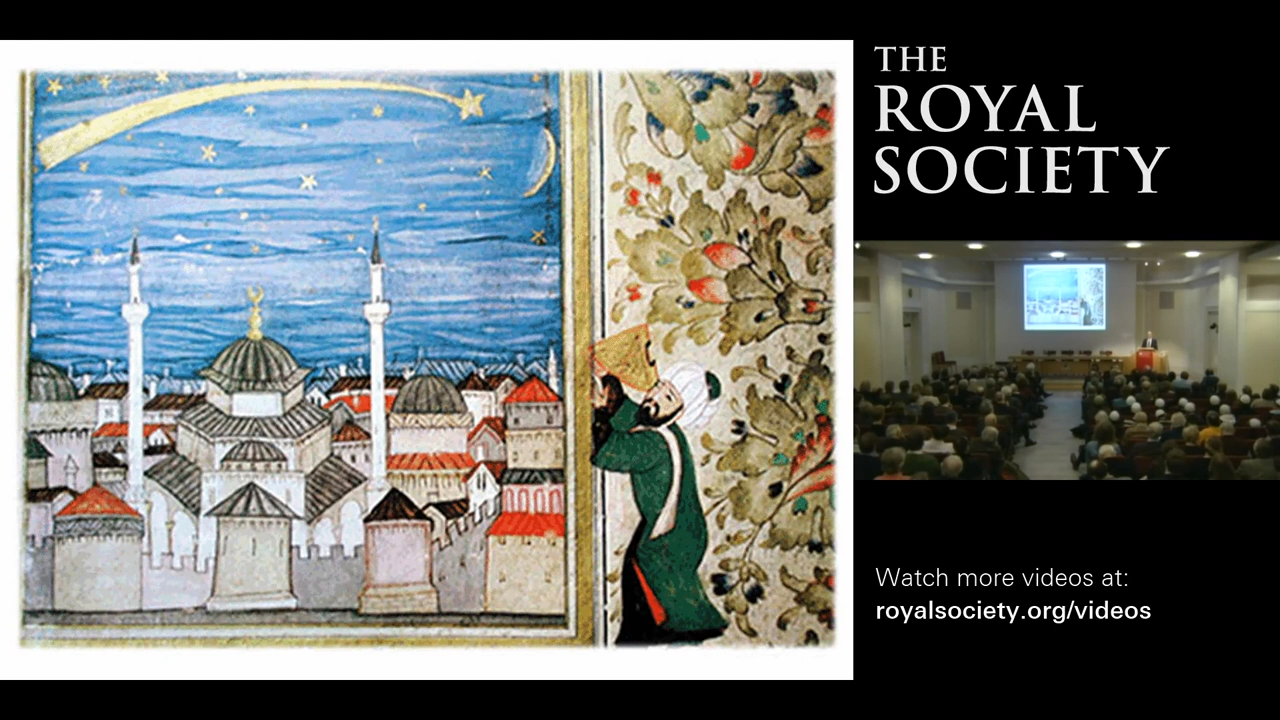 THE
ROYAL
SOCIETY
Watch more videos at:
royalsociety.org/videos